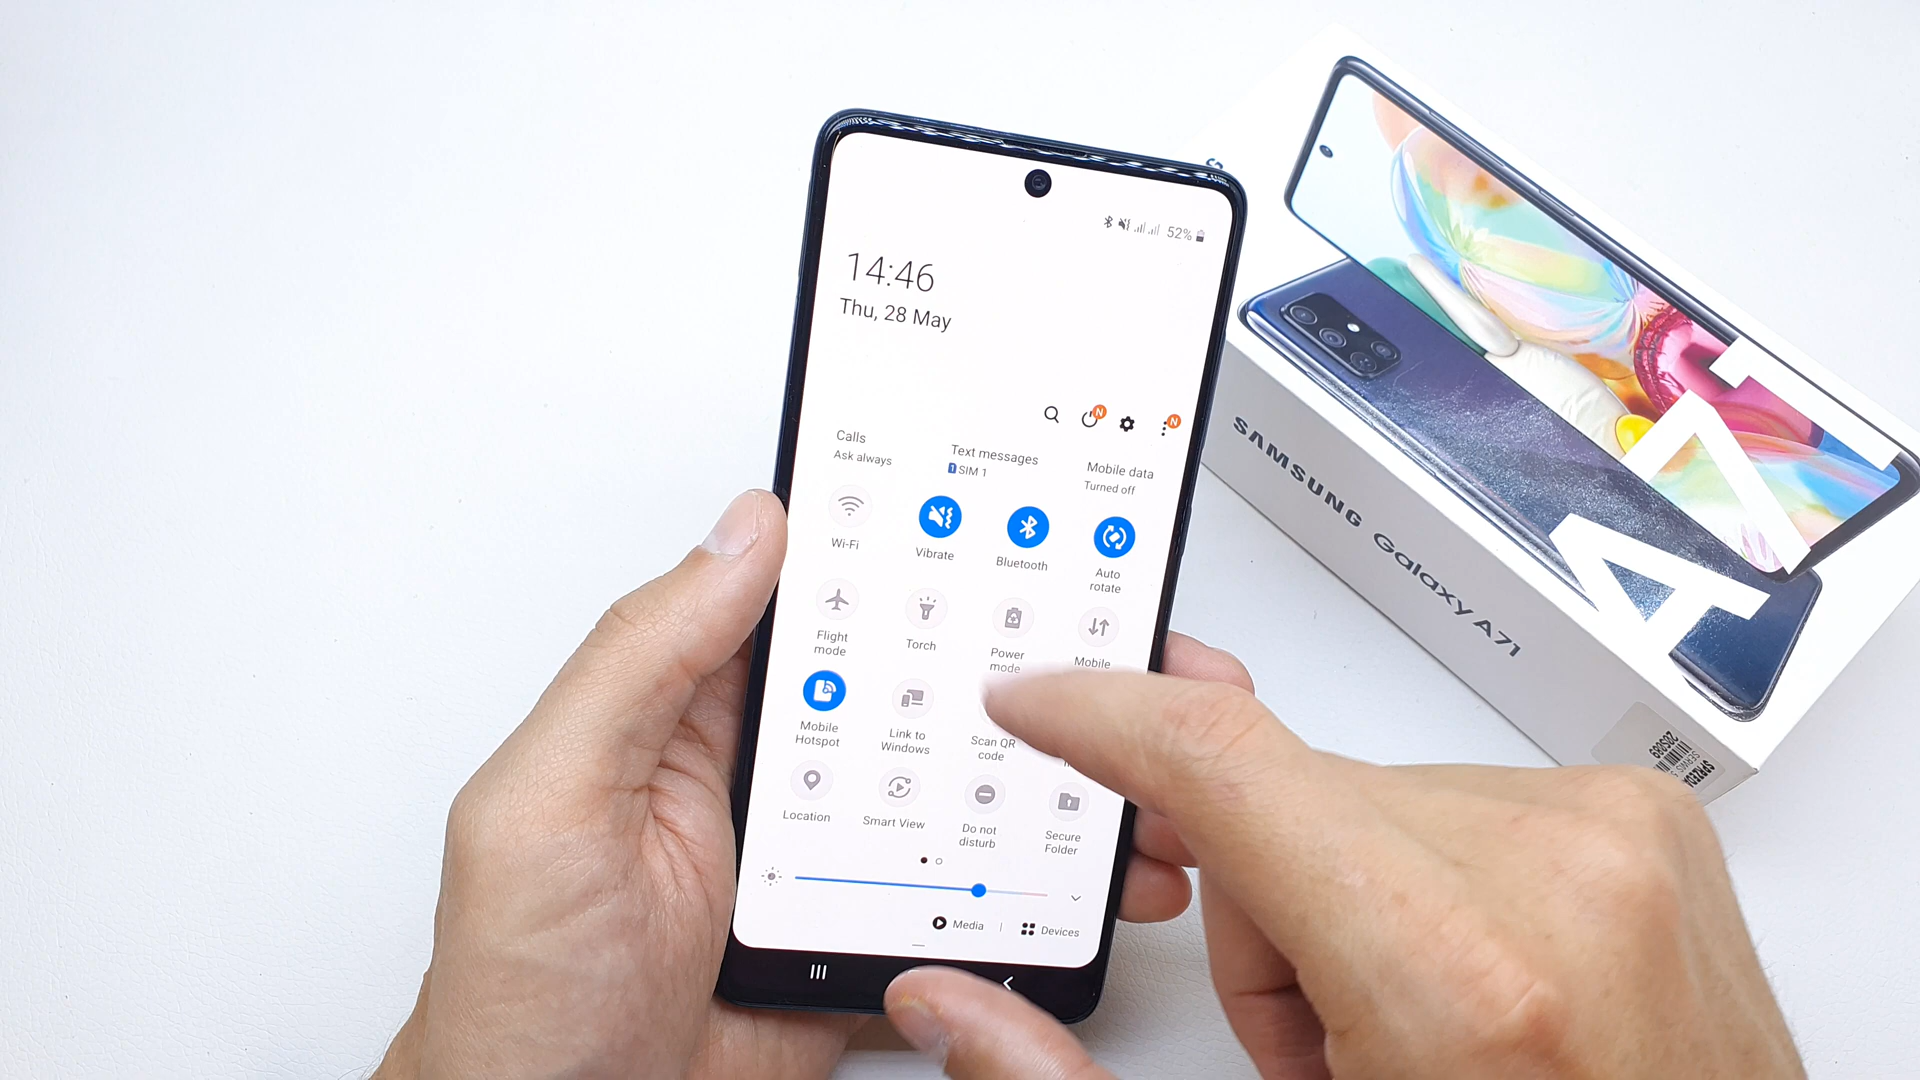 52%
14:46
Thu, 28 May
N
N
Calls
Ask always
Text messages
1 SIM 1
Mobile data
Turned off
Wi-Fi
Vibrate
Bluetooth
Auto
rotate
Flight
mode
Torch
Power
mode
Mobile
Mobile
Hotspot
Link to
Windows
Scan QR
code
Location
Smart View
Do not
disturb
Secure
Folder
Media
Devices
SAMSUNG Galaxy A71
A71